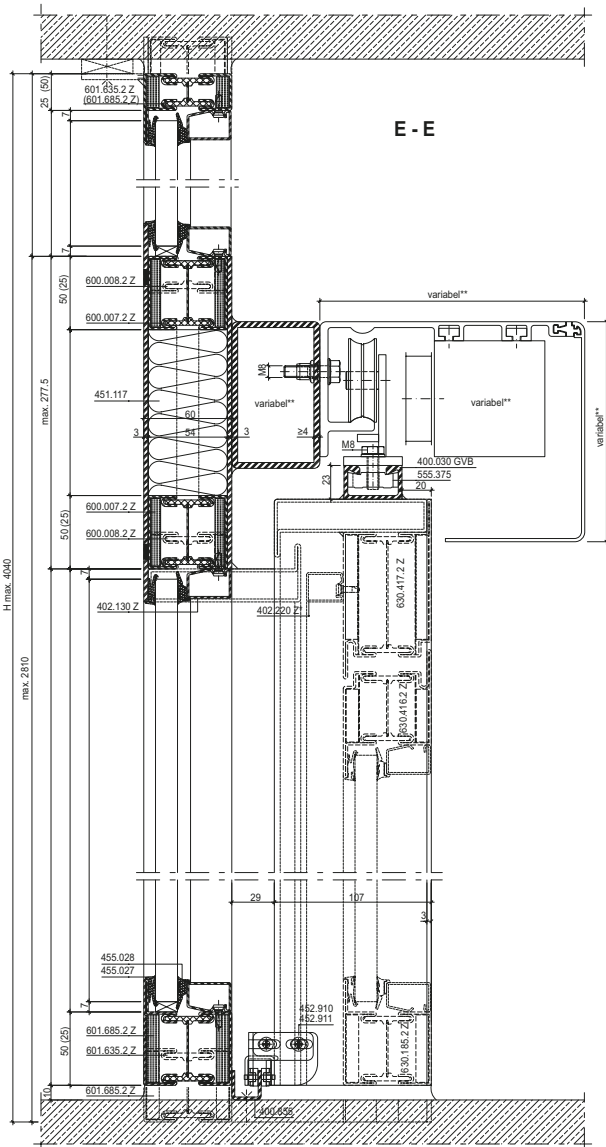 E - E
601.635.2 Z
(601.685.2 Z)
25 (50)
7
7
600.008.2 Z
50 (25)
600.007.2 Z
variabel**
451.117
M8
variabel**
variabel**
variabel**
60
3
54
3
≥4
M8
400.030 GVB
555.375
23
20
max. 277.5
600.007.2 Z
50 (25)
600.008.2 Z
7
402.130 Z
402.220 Z*
630.417.2 Z
H max. 4040
max. 2810
630.416.2 Z
29
107
3
455.028
455.027
7
452.910
452.911
601.685.2 Z
50 (25)
601.635.2 Z
630.185.2 Z
601.685.2 Z
10
400.855